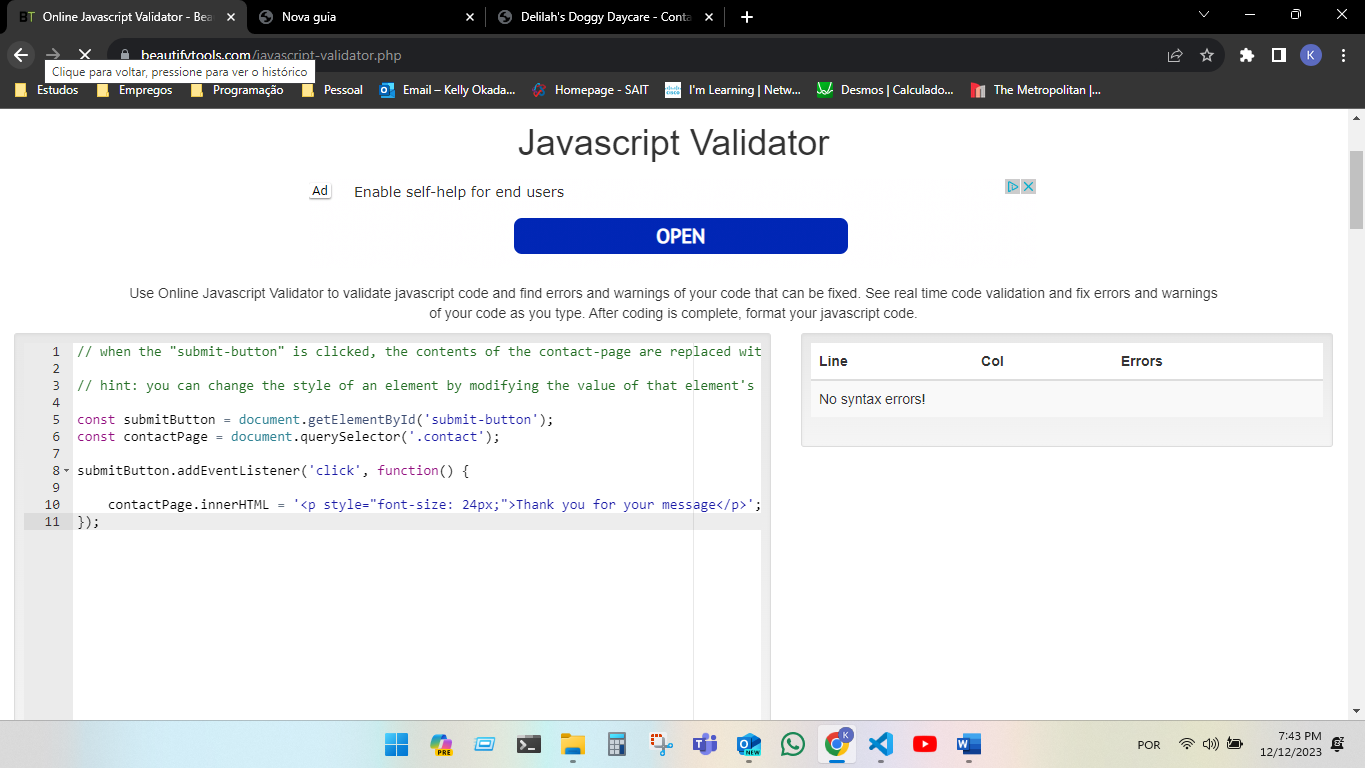 BT Online Javascript Validator - Bea
Nova guia
Delilah's Doggy Daycare - Conta
beautifytools.com/javascript-validator.php
K
Clique para voltar, pressione para ver o histórico
Estudos
Empregos
Programação
Pessoal
Email – Kelly Okada...
Homepage - SAIT
I'm Learning | Netw...
Desmos | Calculado...
The Metropolitan |...
Javascript Validator
Ad
Enable self-help for end users
OPEN
Use Online Javascript Validator to validate javascript code and find errors and warnings of your code that can be fixed. See real time code validation and fix errors and warnings
of your code as you type. After coding is complete, format your javascript code.
1 // when the "submit-button" is clicked, the contents of the contact-page are replaced wit
2
3 // hint: you can change the style of an element by modifying the value of that element's
4
5 const submitButton = document.getElementById('submit-button');
6 const contactPage = document.querySelector('.contact');
7
8 submitButton.addEventListener('click', function() {
9
10 contactPage.innerHTML = '<p style="font-size: 24px;">Thank you for your message</p>';
11 });
Line Col Errors
No syntax errors!
PRE
NEW
K
POR
7:43 PM
12/12/2023